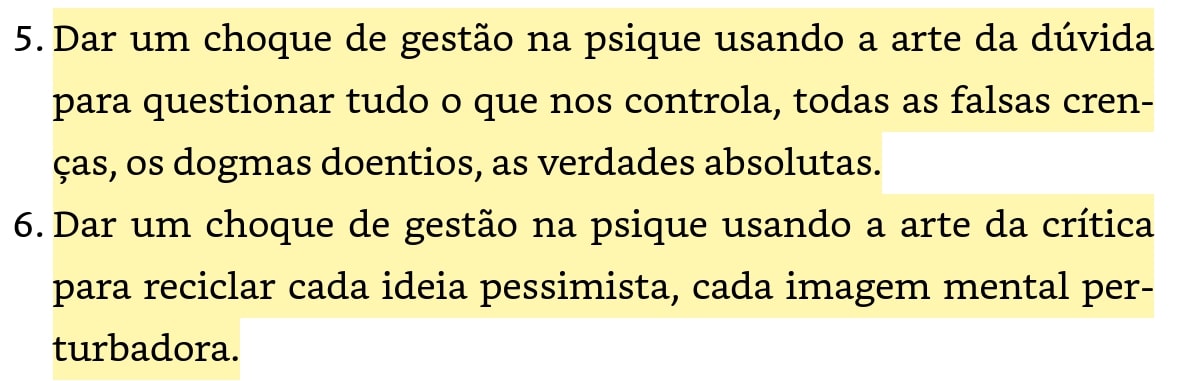 5. Dar um choque de gestão na psique usando a arte da dúvida
para questionar tudo o que nos controla, todas as falsas cren-
ças, os dogmas doentios, as verdades absolutas.
6. Dar um choque de gestão na psique usando a arte da crítica
para reciclar cada ideia pessimista, cada imagem mental per-
turbadora.